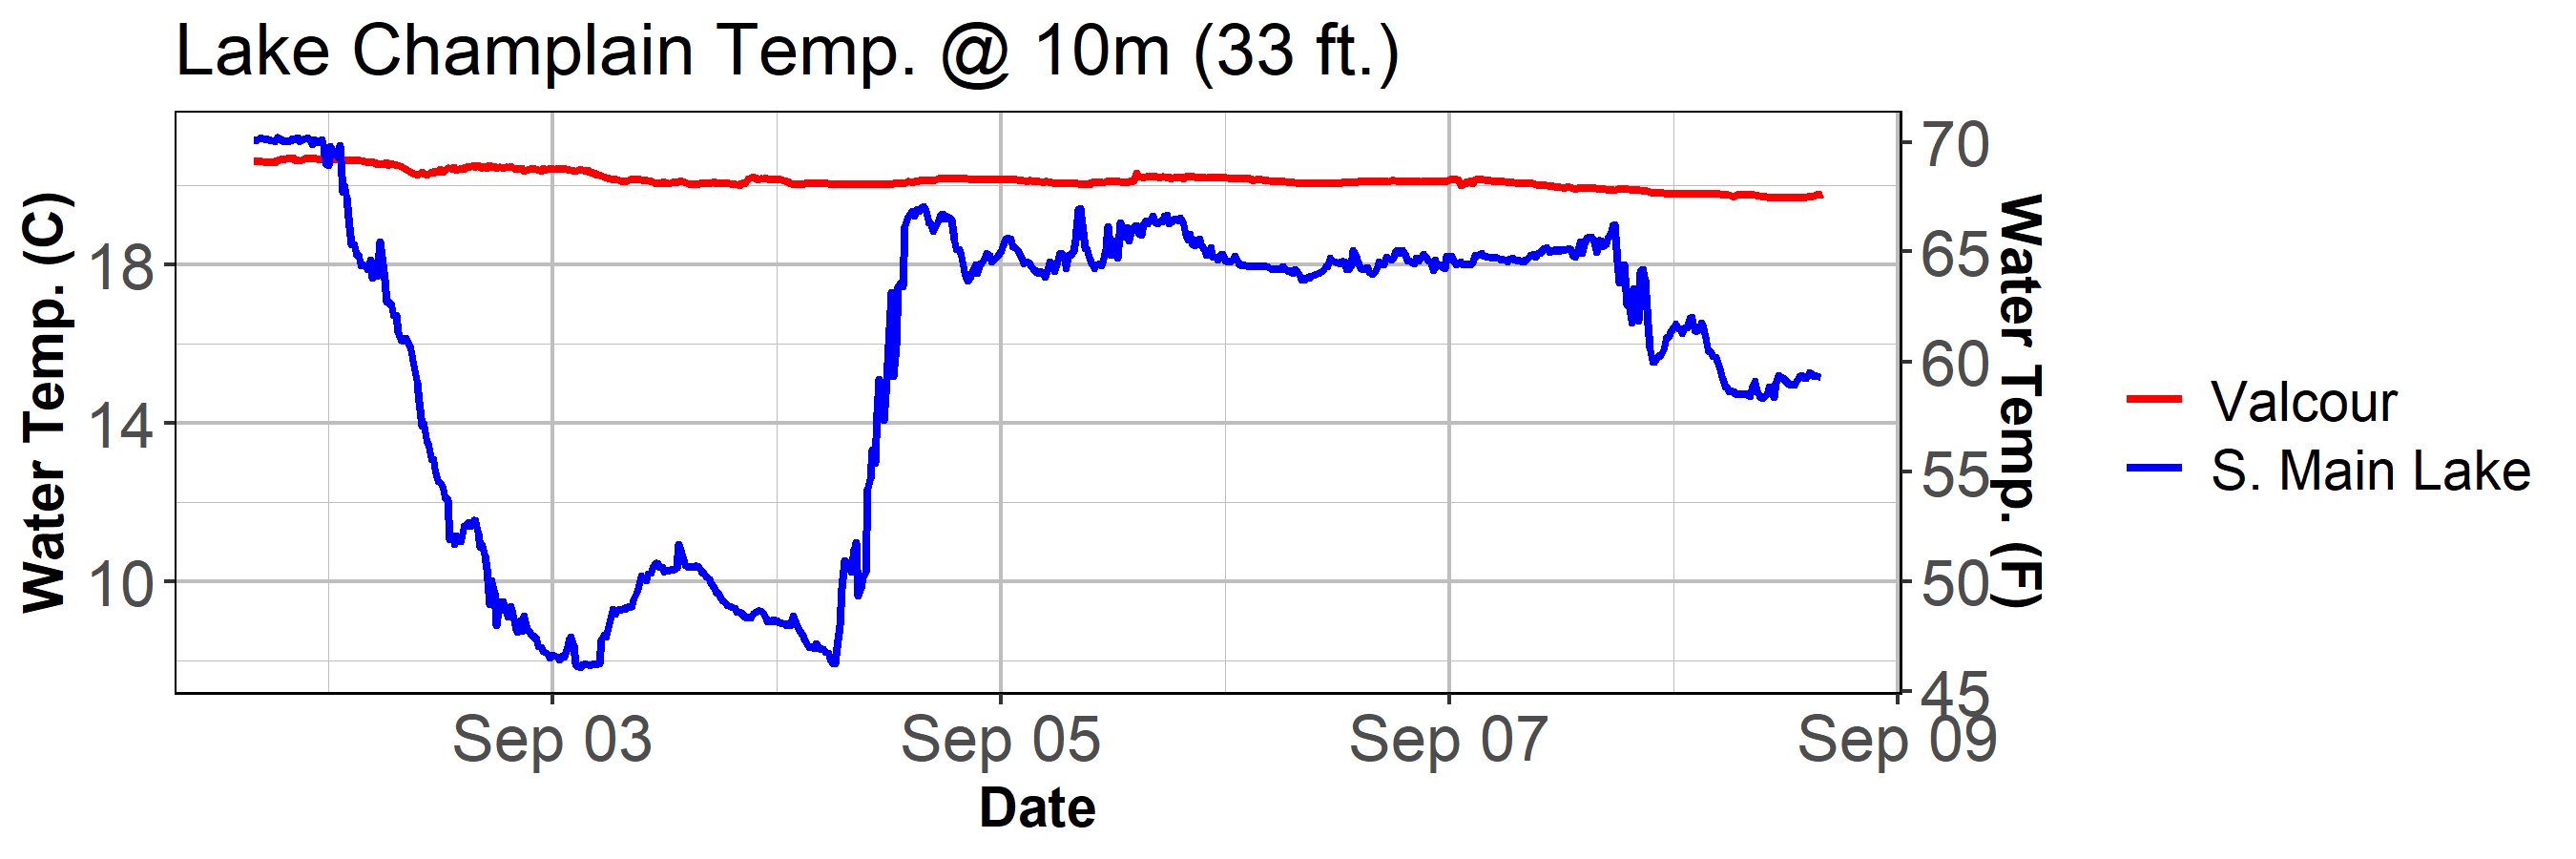 Lake Champlain Temp. @ 10m (33 ft.)
Water Temp. (C)
18
14
10
70
65
60
55
50
45
Water Temp. (F)
Sep 03
Sep 05
Sep 07
Sep 09
Date
Valcour
S. Main Lake